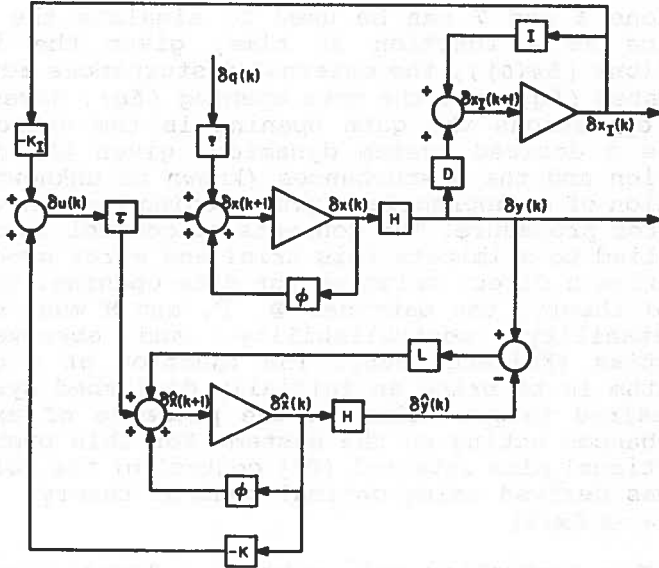 I
δq(k)
δx_I(k+1)
δx_I(k)
-K_I
?
+
+
+
D
δu(k)
τ
δx(k+1)
δx(k)
H
δy(k)
+
+
+
+
+
φ
+
L
-
δx̂(k+1)
δx̂(k)
H
δŷ(k)
+
+
+
φ
-K